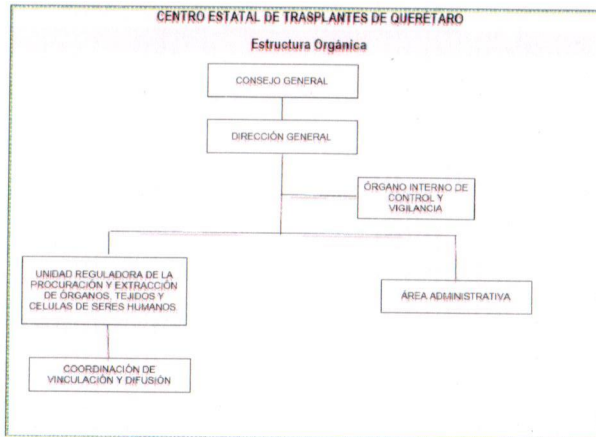 CENTRO ESTATAL DE TRASPLANTES DE QUERÉTARO
Estructura Orgánica
CONSEJO GENERAL
DIRECCIÓN GENERAL
ÓRGANO INTERNO DE
CONTROL Y
VIGILANCIA
UNIDAD REGULADORA DE LA
PROCURACIÓN Y EXTRACCIÓN
DE ÓRGANOS, TEJIDOS Y
CELULAS DE SERES HUMANOS.
ÁREA ADMINISTRATIVA
COORDINACIÓN DE
VINCULACIÓN Y DIFUSIÓN